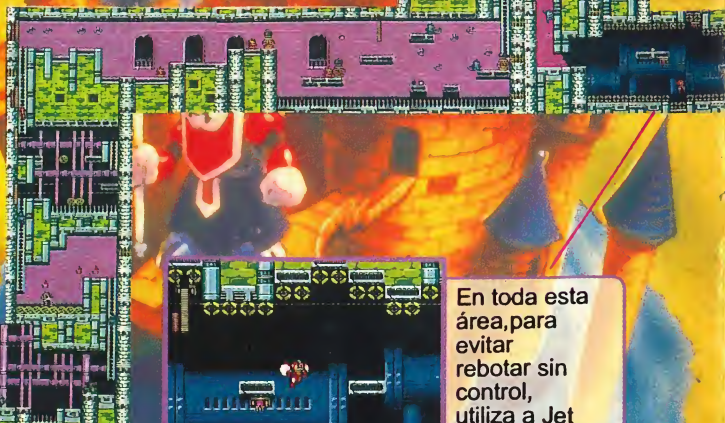 En toda esta
área,para
evitar
rebotar sin
control,
utiliza a Jet